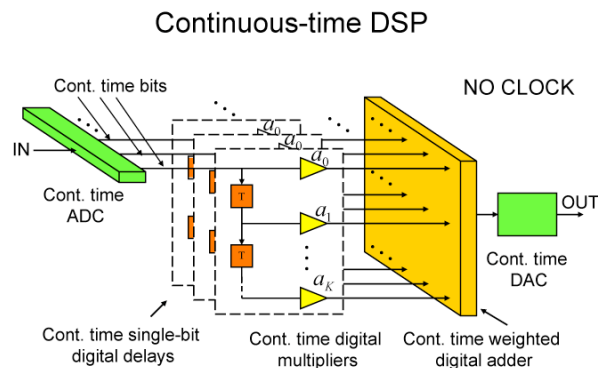 Continuous-time DSP
Cont. time bits
NO CLOCK
IN
Cont. time
ADC
a0
a0
a0
T
a1
T
aK
OUT
Cont. time
DAC
Cont. time single-bit
digital delays
Cont. time digital
multipliers
Cont. time weighted
digital adder